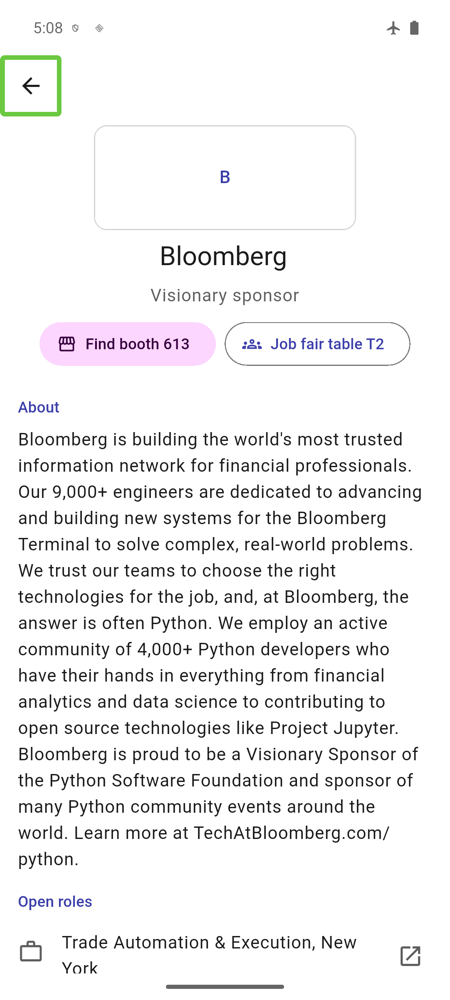 5:08
B
Bloomberg
Visionary sponsor
Find booth 613
Job fair table T2
About
Bloomberg is building the world's most trusted
information network for financial professionals.
Our 9,000+ engineers are dedicated to advancing
and building new systems for the Bloomberg
Terminal to solve complex, real-world problems.
We trust our teams to choose the right
technologies for the job, and, at Bloomberg, the
answer is often Python. We employ an active
community of 4,000+ Python developers who
have their hands in everything from financial
analytics and data science to contributing to
open source technologies like Project Jupyter.
Bloomberg is proud to be a Visionary Sponsor of
the Python Software Foundation and sponsor of
many Python community events around the
world. Learn more at TechAtBloomberg.com/
python.
Open roles
Trade Automation & Execution, New
York